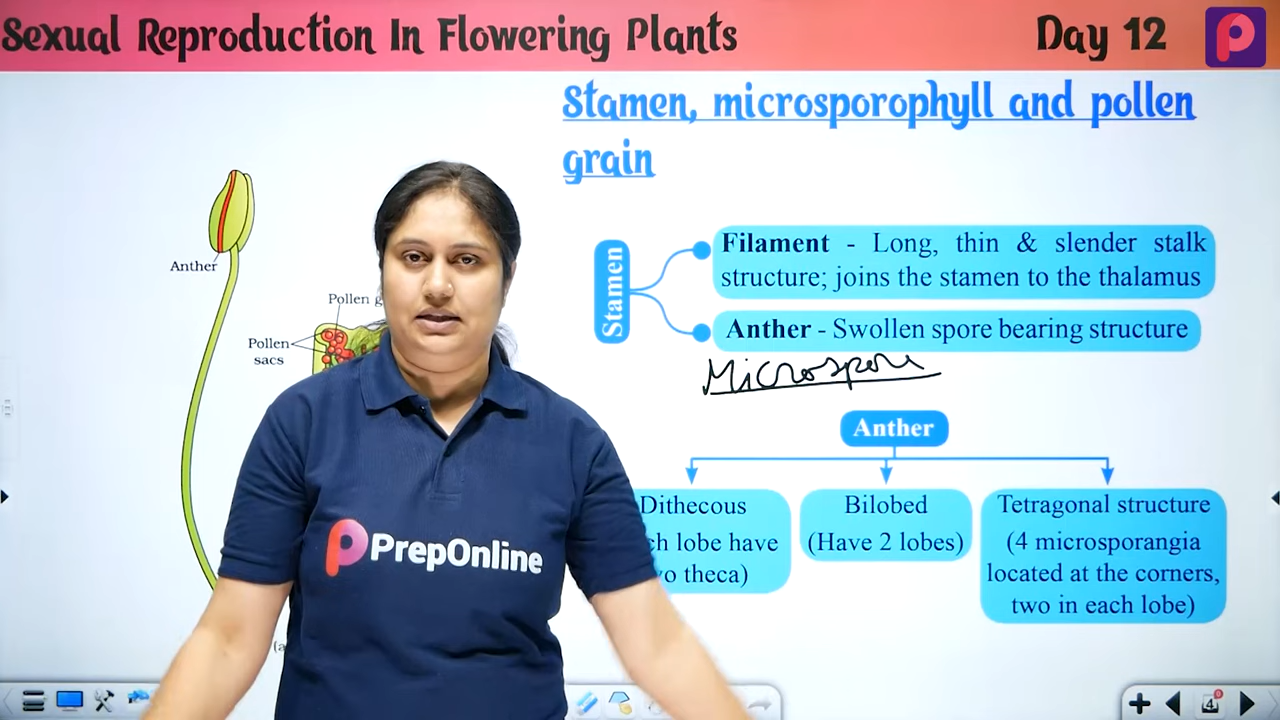 Sexual Reproduction In Flowering Plants
Day 12
Stamen, microsporophyll and pollen
grain
Anther
Pollen g
Pollen
sacs
(a
Stamen
Filament - Long, thin & slender stalk
structure; joins the stamen to the thalamus
Anther - Swollen spore bearing structure
Microspore
Anther
Dithecous
ch lobe have
o theca)
Bilobed
(Have 2 lobes)
Tetragonal structure
(4 microsporangia
located at the corners,
two in each lobe)
PrepOnline
4